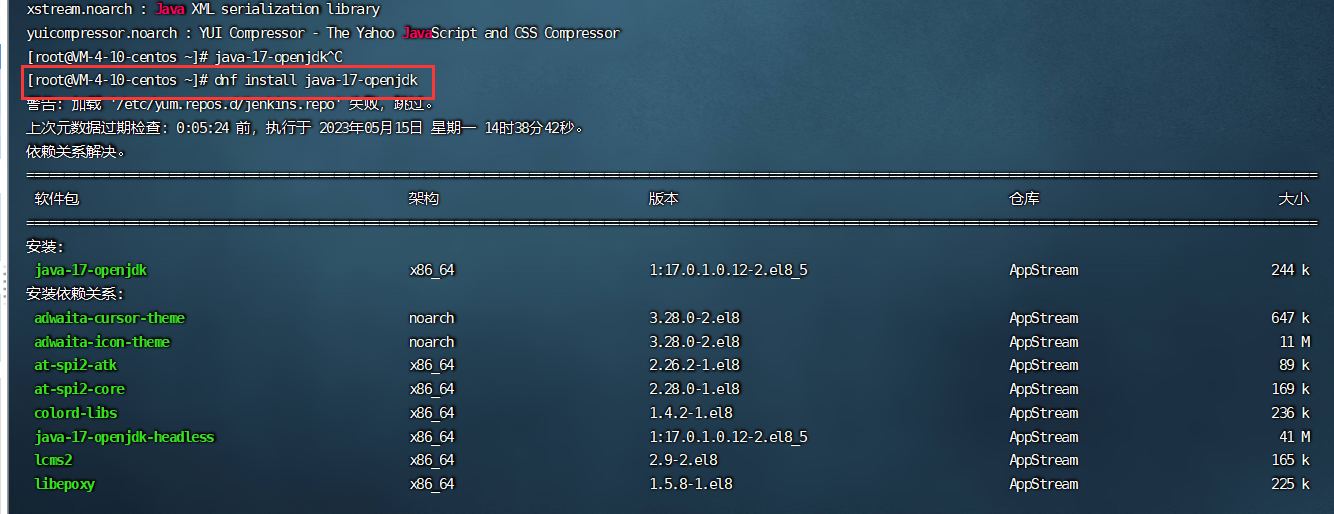 xstream.noarch : Java XML serialization library
yuicompressor.noarch : YUI Compressor - The Yahoo JavaScript and CSS Compressor
[root@VM-4-10-centos ~]# java-17-openjdk^C
[root@VM-4-10-centos ~]# dnf install java-17-openjdk
警告: 加载 '/etc/yum.repos.d/jenkins.repo' 失败, 跳过。
上次元数据过期检查: 0:05:24 前, 执行于 2023年05月15日 星期一 14时38分42秒。
依赖关系解决。
================================================================================
软件包 架构 版本 仓库 大小
================================================================================
安装:
java-17-openjdk x86_64 1:17.0.1.0.12-2.el8_5 AppStream 244 k
安装依赖关系:
adwaita-cursor-theme noarch 3.28.0-2.el8 AppStream 647 k
adwaita-icon-theme noarch 3.28.0-2.el8 AppStream 11 M
at-spi2-atk x86_64 2.26.2-1.el8 AppStream 89 k
at-spi2-core x86_64 2.28.0-1.el8 AppStream 169 k
colord-libs x86_64 1.4.2-1.el8 AppStream 236 k
java-17-openjdk-headless x86_64 1:17.0.1.0.12-2.el8_5 AppStream 41 M
lcms2 x86_64 2.9-2.el8 AppStream 165 k
libepoxy x86_64 1.5.8-1.el8 AppStream 225 k